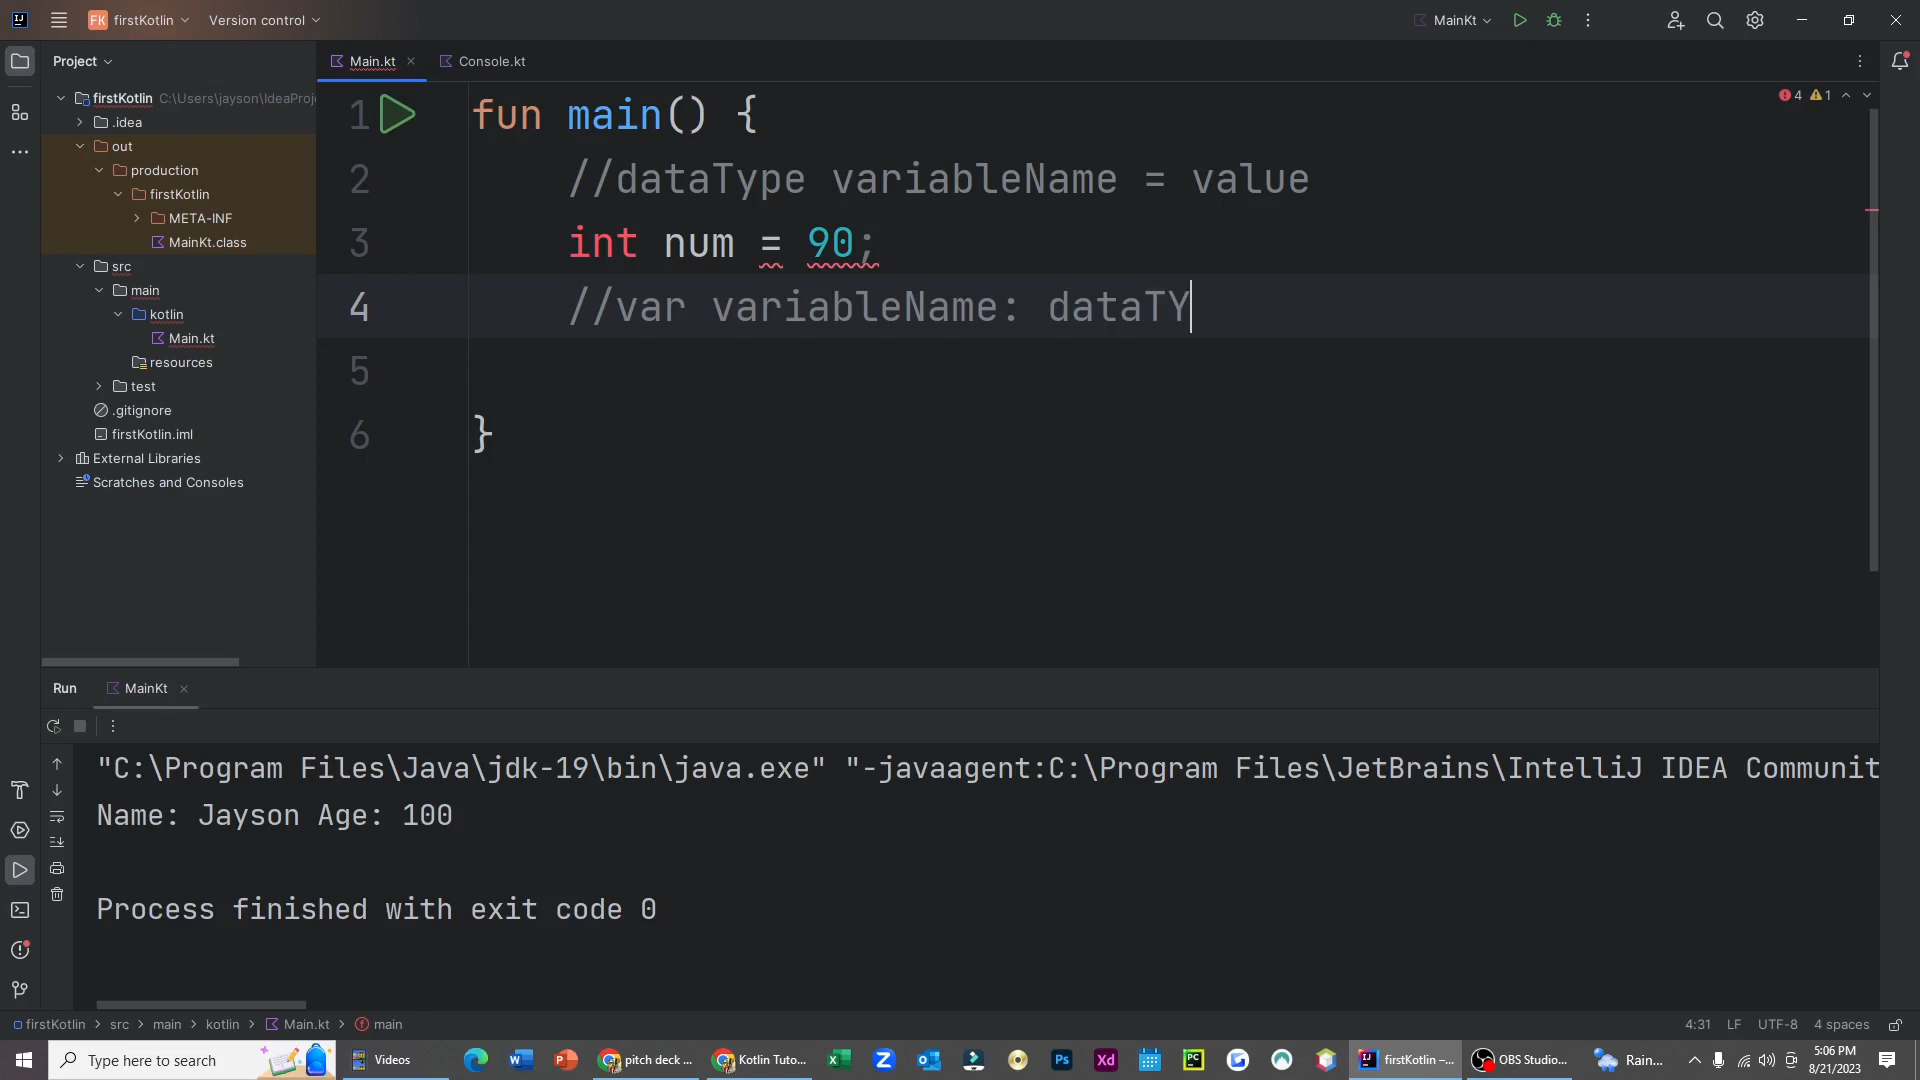 FK firstKotlin Version control MainKt
Project
Main.kt Console.kt
firstKotlin C:\Users\jayson\IdeaProj
.idea
out
production
firstKotlin
META-INF
MainKt.class
src
main
kotlin
Main.kt
resources
test
.gitignore
firstKotlin.iml
External Libraries
Scratches and Consoles
4 1
1 fun main() {
2 //dataType variableName = value
3 int num = 90;
4 //var variableName: dataTY
5
6 }
Run MainKt
"C:\Program Files\Java\jdk-19\bin\java.exe" "-javaagent:C:\Program Files\JetBrains\IntelliJ IDEA Communit
Name: Jayson Age: 100
Process finished with exit code 0
firstKotlin > src > main > kotlin > Main.kt > main 4:31 LF UTF-8 4 spaces
Type here to search Videos pitch deck ... Kotlin Tuto... firstKotlin –... OBS Studio... Rain... 5:06 PM
8/21/2023